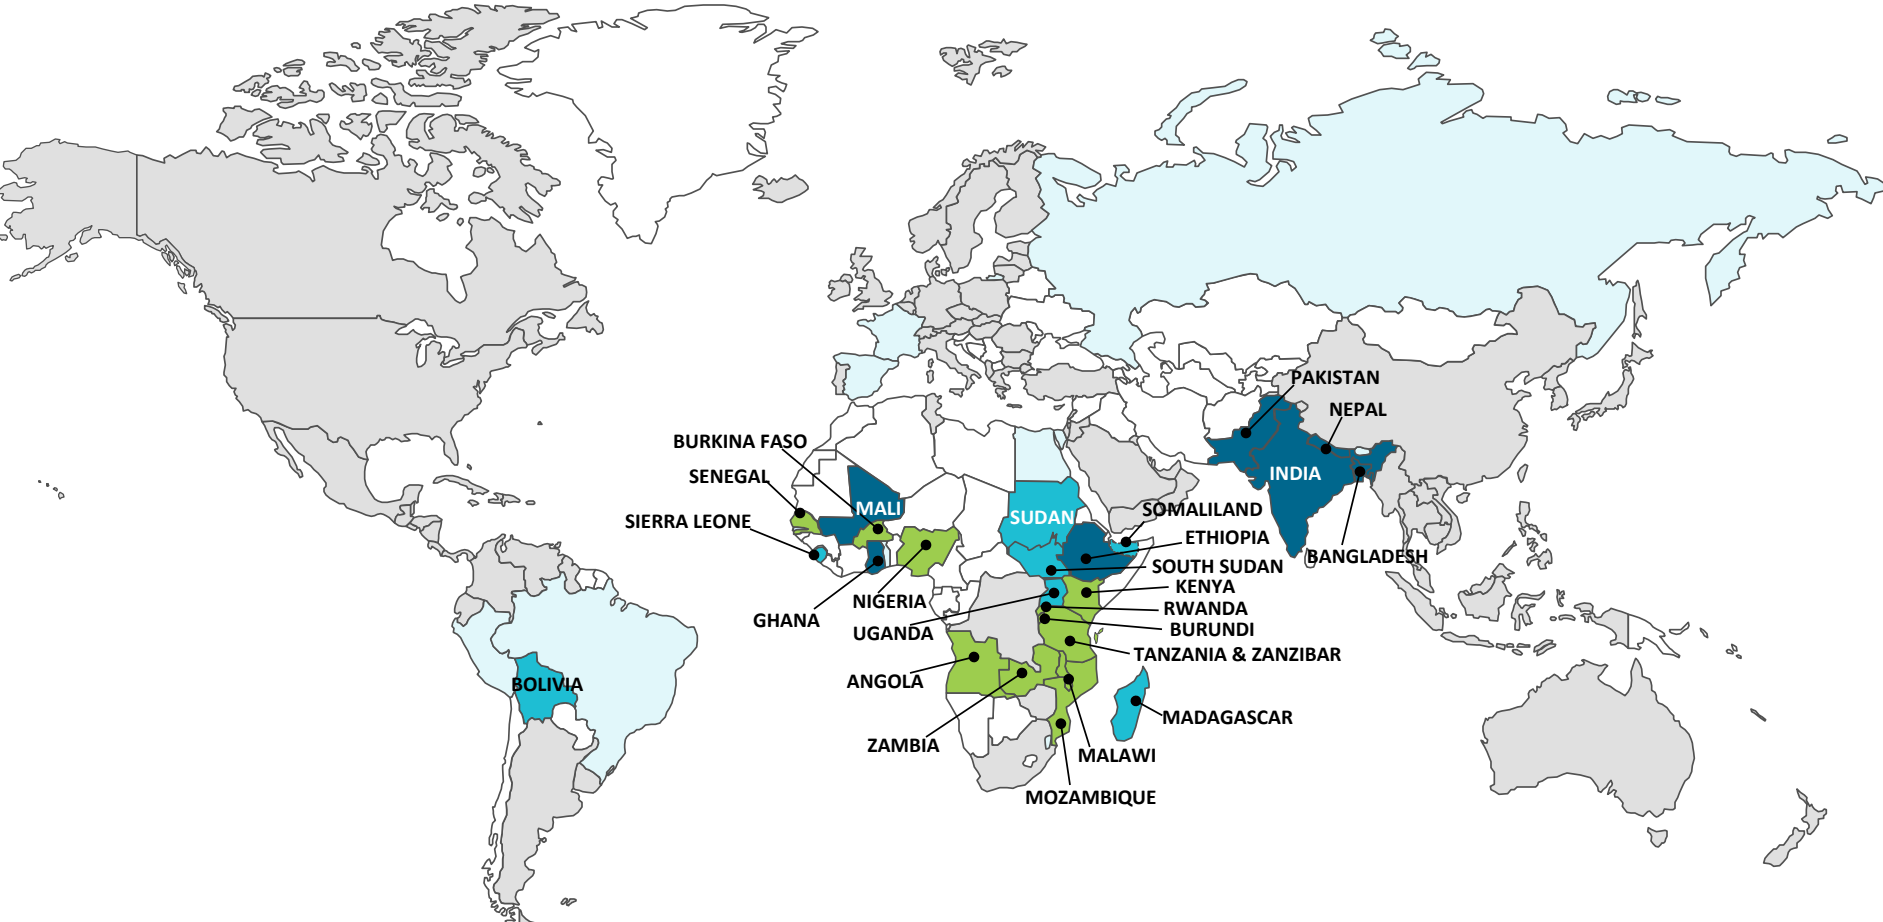 PAKISTAN
NEPAL
BURKINA FASO
INDIA
SENEGAL
MALI
SOMALILAND
SUDAN
SIERRA LEONE
ETHIOPIA
BANGLADESH
SOUTH SUDAN
KENYA
NIGERIA
RWANDA
GHANA
BURUNDI
UGANDA
TANZANIA & ZANZIBAR
ANGOLA
BOLIVIA
MADAGASCAR
ZAMBIA
MALAWI
MOZAMBIQUE